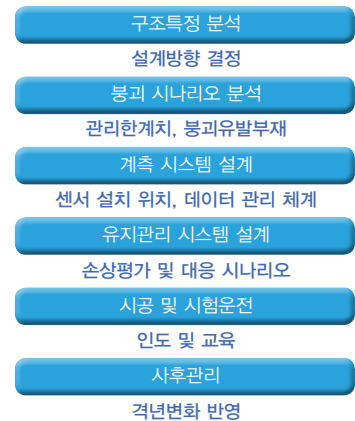 구조특정 분석
설계방향 결정
붕괴 시나리오 분석
관리한계치, 붕괴유발부재
계측 시스템 설계
센서 설치 위치, 데이터 관리 체계
유지관리 시스템 설계
손상평가 및 대응 시나리오
시공 및 시험운전
인도 및 교육
사후관리
격년변화 반영